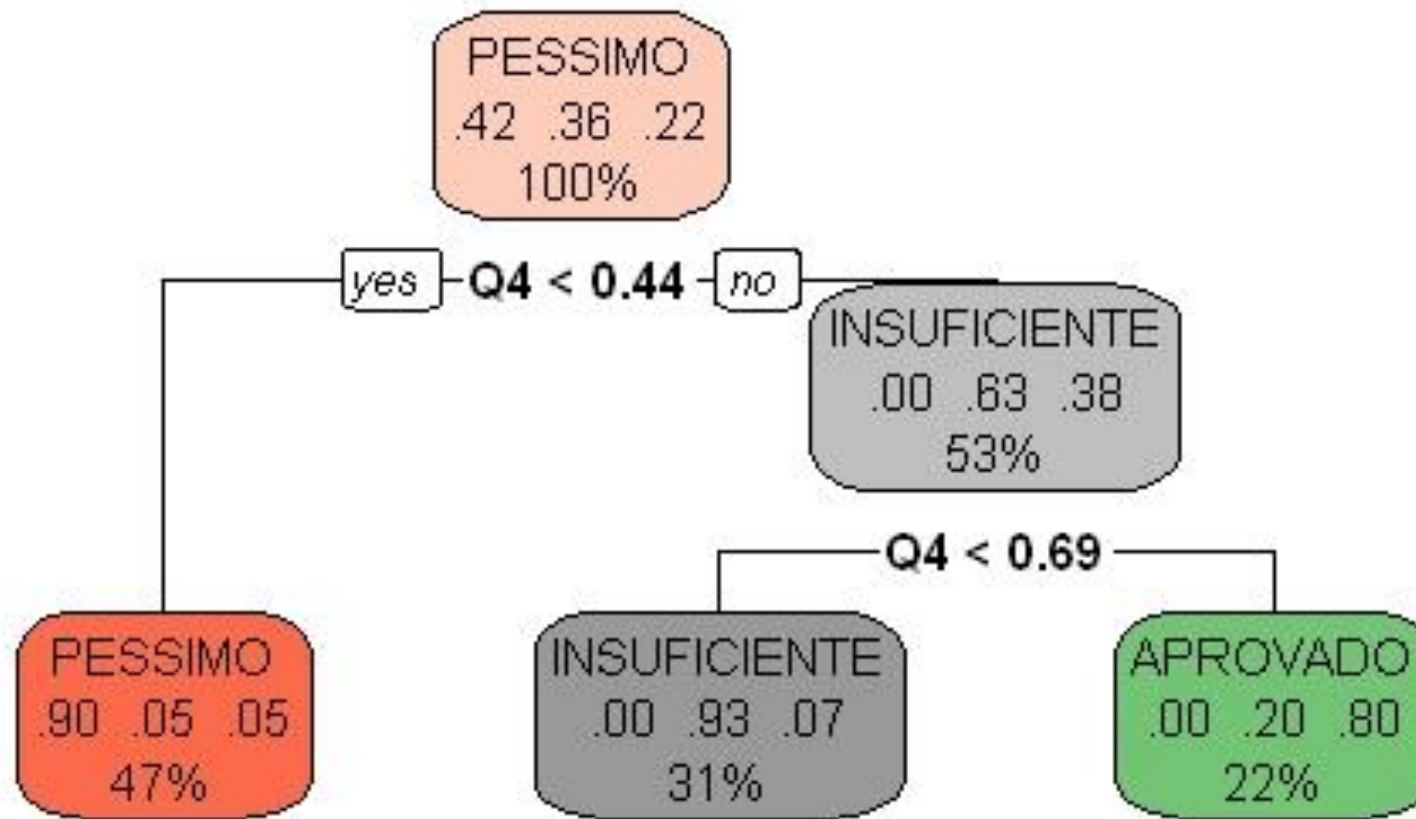 PESSIMO
.42 .36 .22
100%
yes Q4 < 0.44 no
INSUFICIENTE
.00 .63 .38
53%
Q4 < 0.69
PESSIMO
.90 .05 .05
47%
INSUFICIENTE
.00 .93 .07
31%
APROVADO
.00 .20 .80
22%